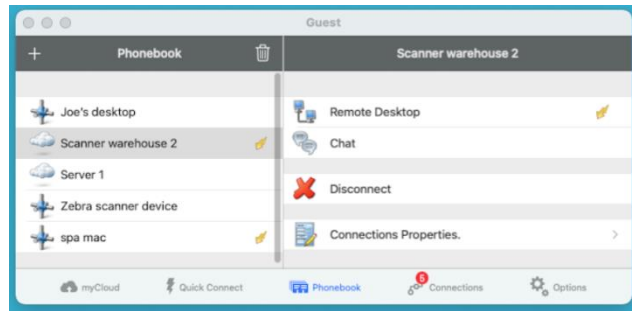 Guest
+ Phonebook
Scanner warehouse 2
Joe's desktop
Scanner warehouse 2
Server 1
Zebra scanner device
spa mac
Remote Desktop
Chat
Disconnect
Connections Properties.
myCloud
Quick Connect
Phonebook
5
Connections
Options